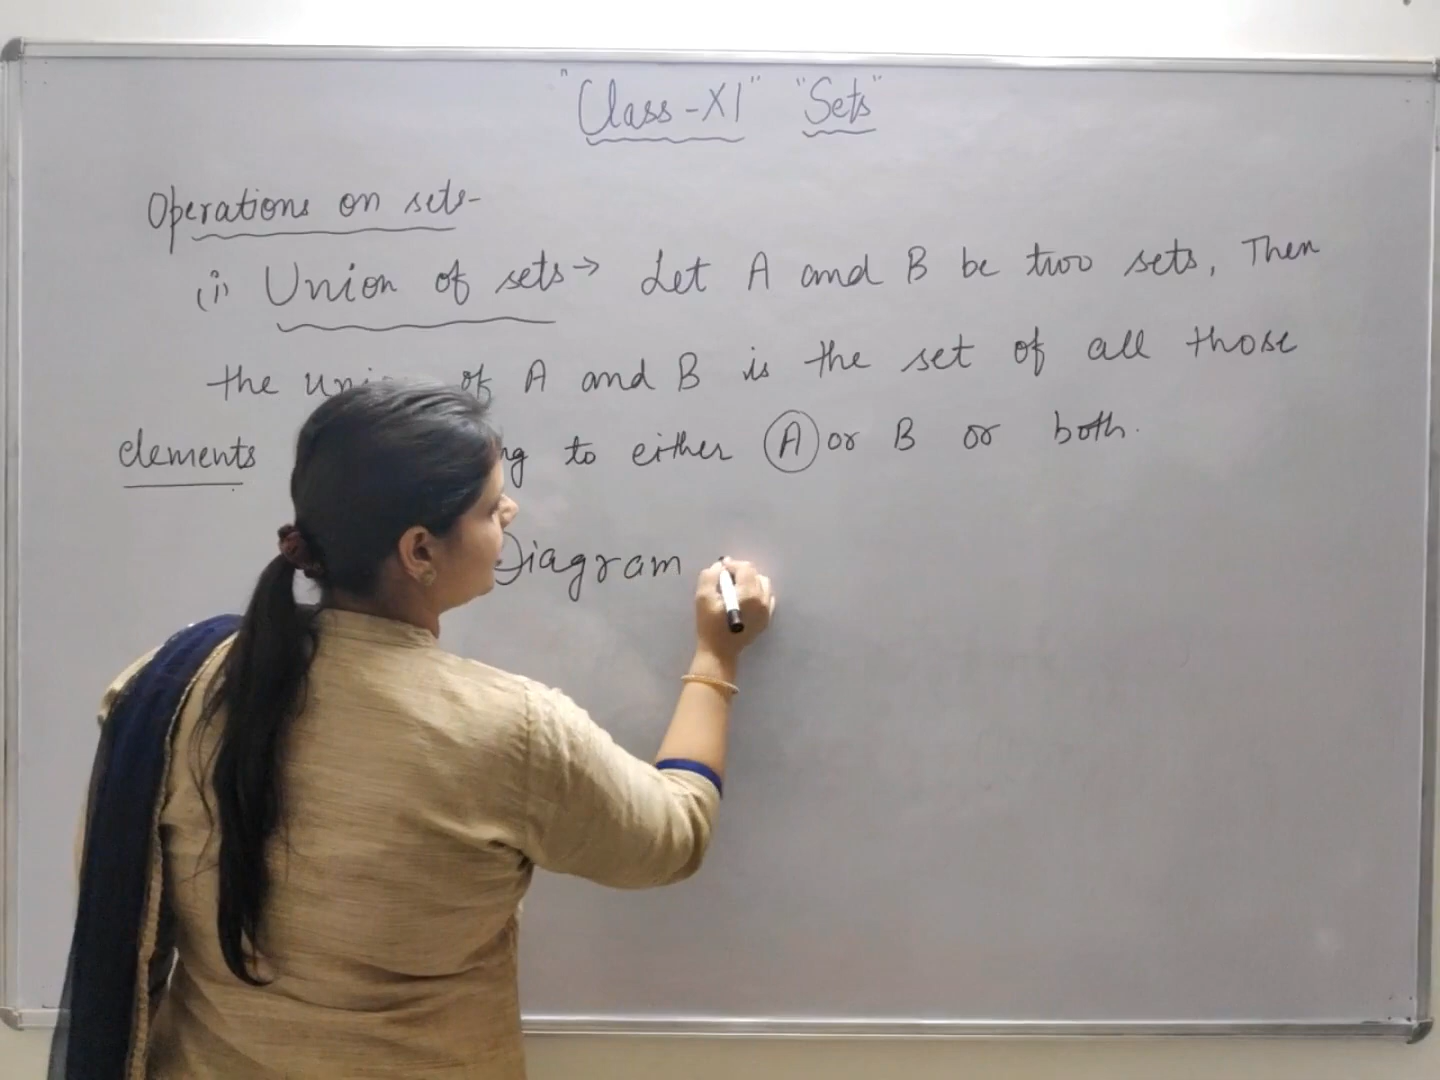 "Class-XI" "Sets"
Operations on sets-
(i) Union of sets→ Let A and B be two sets, Then
the of A and B is the set of all those
elements to either A or B or both.
Diagram